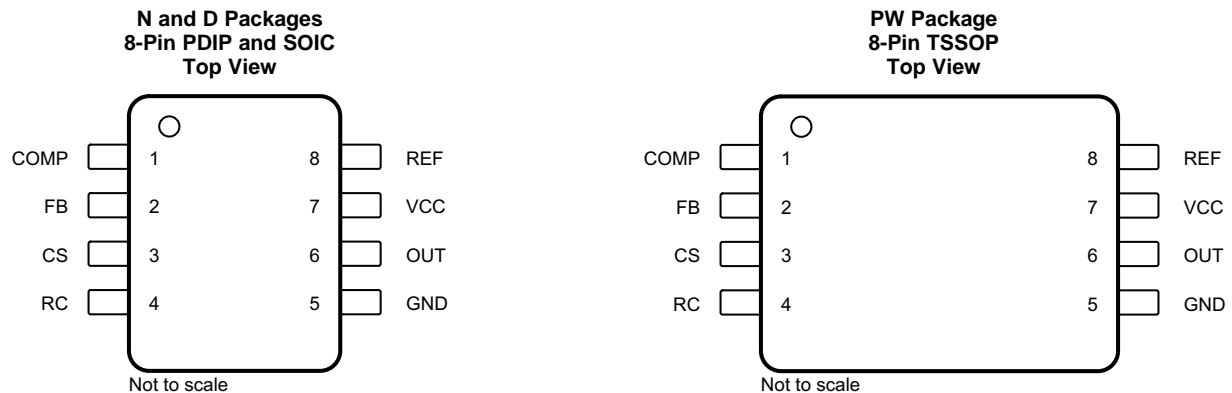 N and D Packages
8-Pin PDIP and SOIC
Top View
COMP 1 8 REF
FB 2 7 VCC
CS 3 6 OUT
RC 4 5 GND
Not to scale
PW Package
8-Pin TSSOP
Top View
COMP 1 8 REF
FB 2 7 VCC
CS 3 6 OUT
RC 4 5 GND
Not to scale